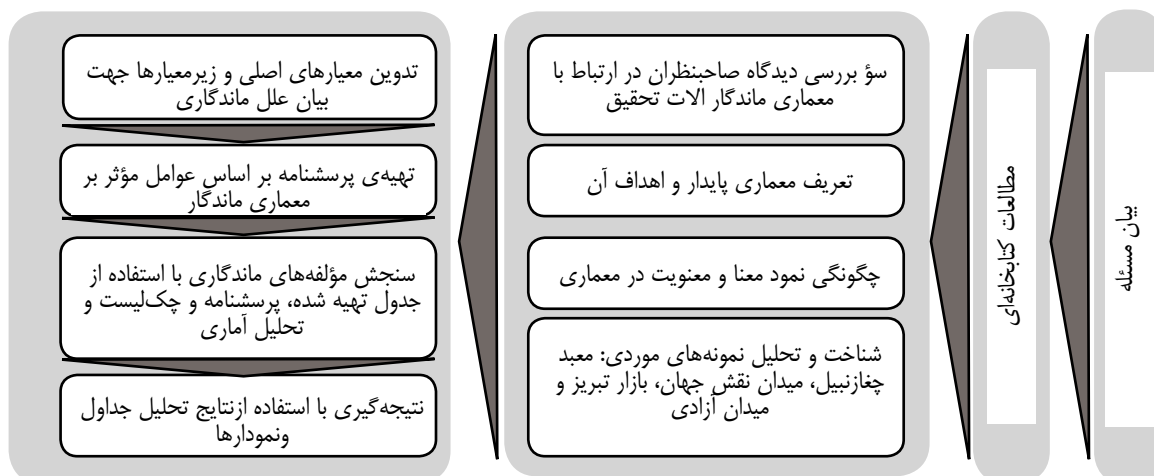 بیان مسئله
مطالعات کتابخانه‌ای
سؤ بررسی دیدگاه صاحبنظران در ارتباط با
معماری ماندگار الات تحقیق
تعریف معماری پایدار و اهداف آن
چگونگی نمود معنا و معنویت در معماری
شناخت و تحلیل نمونه‌های موردی: معبد
چغازنبیل، میدان نقش جهان، بازار تبریز و
میدان آزادی
تدوین معیارهای اصلی و زیرمعیارها جهت
بیان علل ماندگاری
تهیه‌ی پرسشنامه بر اساس عوامل مؤثر بر
معماری ماندگار
سنجش مؤلفه‌های ماندگاری با استفاده از
جدول تهیه شده، پرسشنامه و چک‌لیست و
تحلیل آماری
نتیجه‌گیری با استفاده ازنتایج تحلیل جداول
ونمودارها